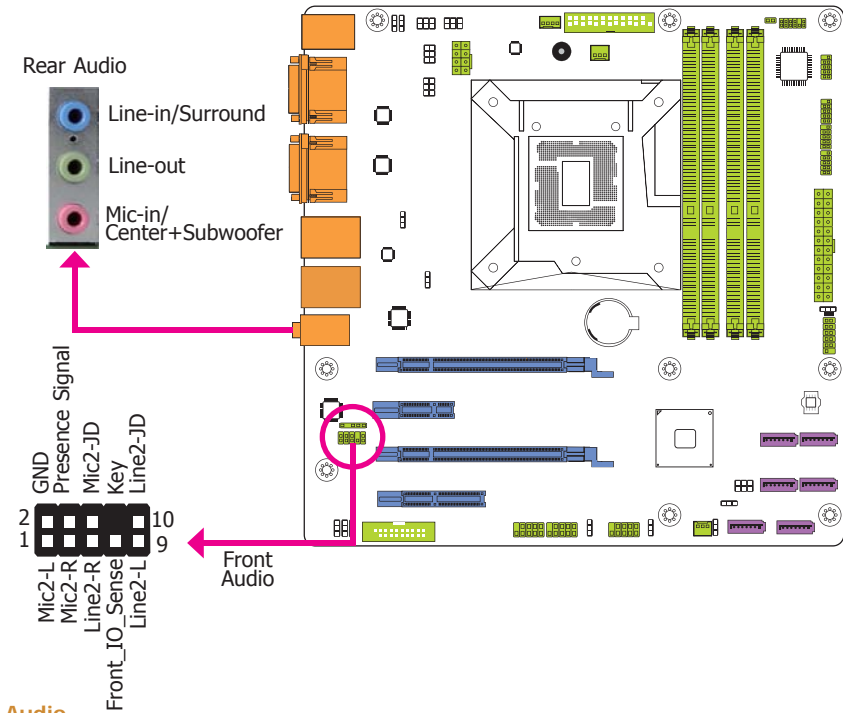 Rear Audio
Line-in/Surround
Line-out
Mic-in/
Center+Subwoofer
GND
Presence Signal
Mic2-JD
Key
Line2-JD
2
10
1
9
Mic2-L
Mic2-R
Line2-R
Front_IO_Sense
Line2-L
Front
Audio
Audio